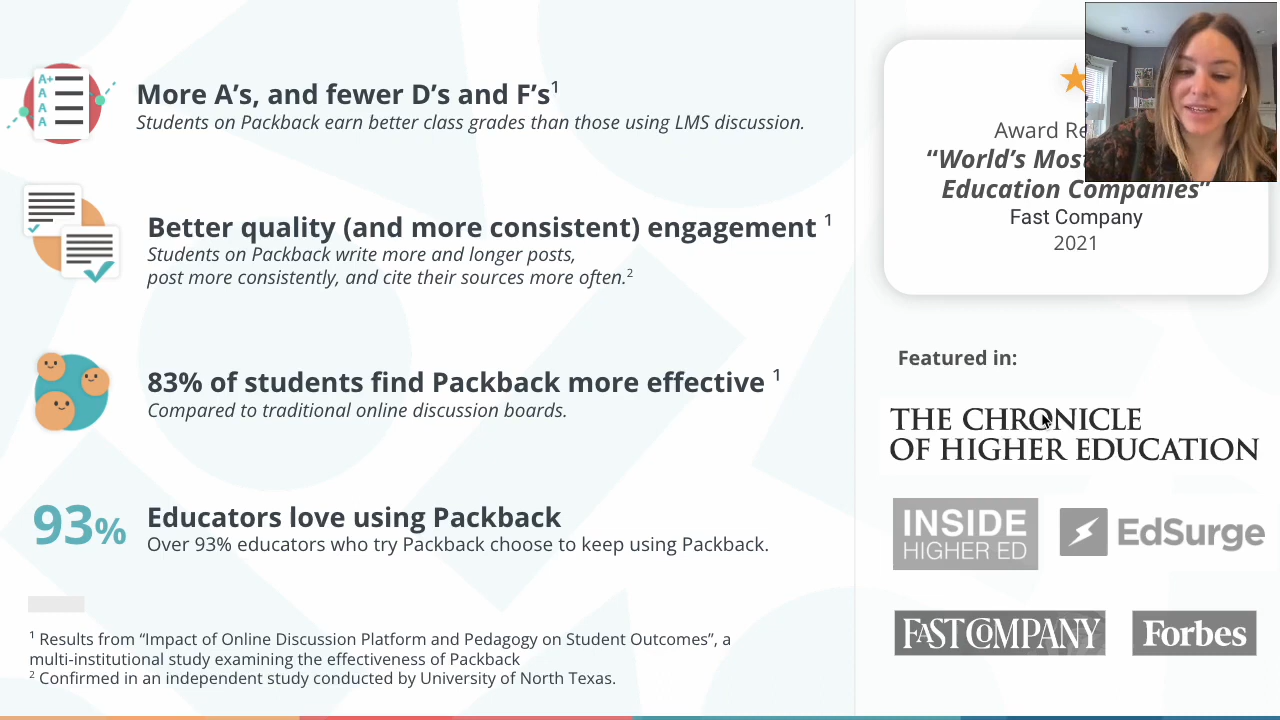 A+
A
A
A
More A’s, and fewer D’s and F’s1
Students on Packback earn better class grades than those using LMS discussion.
Better quality (and more consistent) engagement 1
Students on Packback write more and longer posts,
post more consistently, and cite their sources more often.2
83% of students find Packback more effective 1
Compared to traditional online discussion boards.
93%
Educators love using Packback
Over 93% educators who try Packback choose to keep using Packback.
1 Results from “Impact of Online Discussion Platform and Pedagogy on Student Outcomes”, a
multi-institutional study examining the effectiveness of Packback
2 Confirmed in an independent study conducted by University of North Texas.
Award
“World’s Most
Education Companies”
Fast Company
2021
Featured in:
THE CHRONICLE
OF HIGHER EDUCATION
INSIDE
HIGHER ED
EdSurge
FAST COMPANY
Forbes